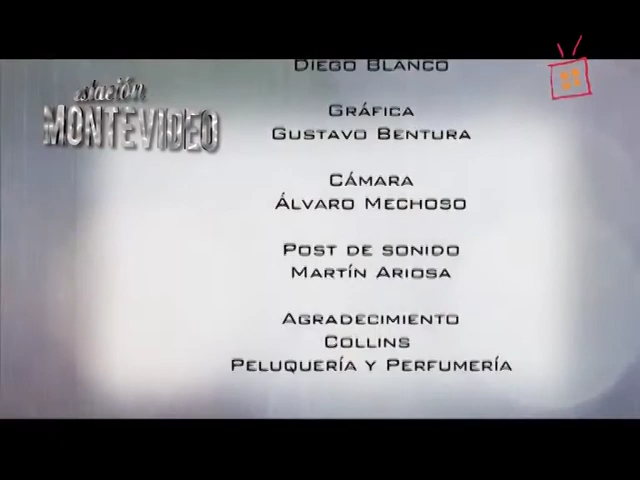 Diego Blanco
Estación
MONTEVIDEO
Gráfica
Gustavo Bentura
Cámara
Álvaro Mechoso
Post de sonido
Martín Ariosa
Agradecimiento
Collins
Peluquería y Perfumería